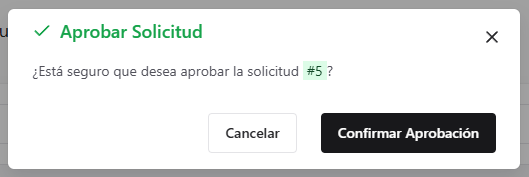 Aprobar Solicitud
¿Está seguro que desea aprobar la solicitud #5?
Cancelar
Confirmar Aprobación